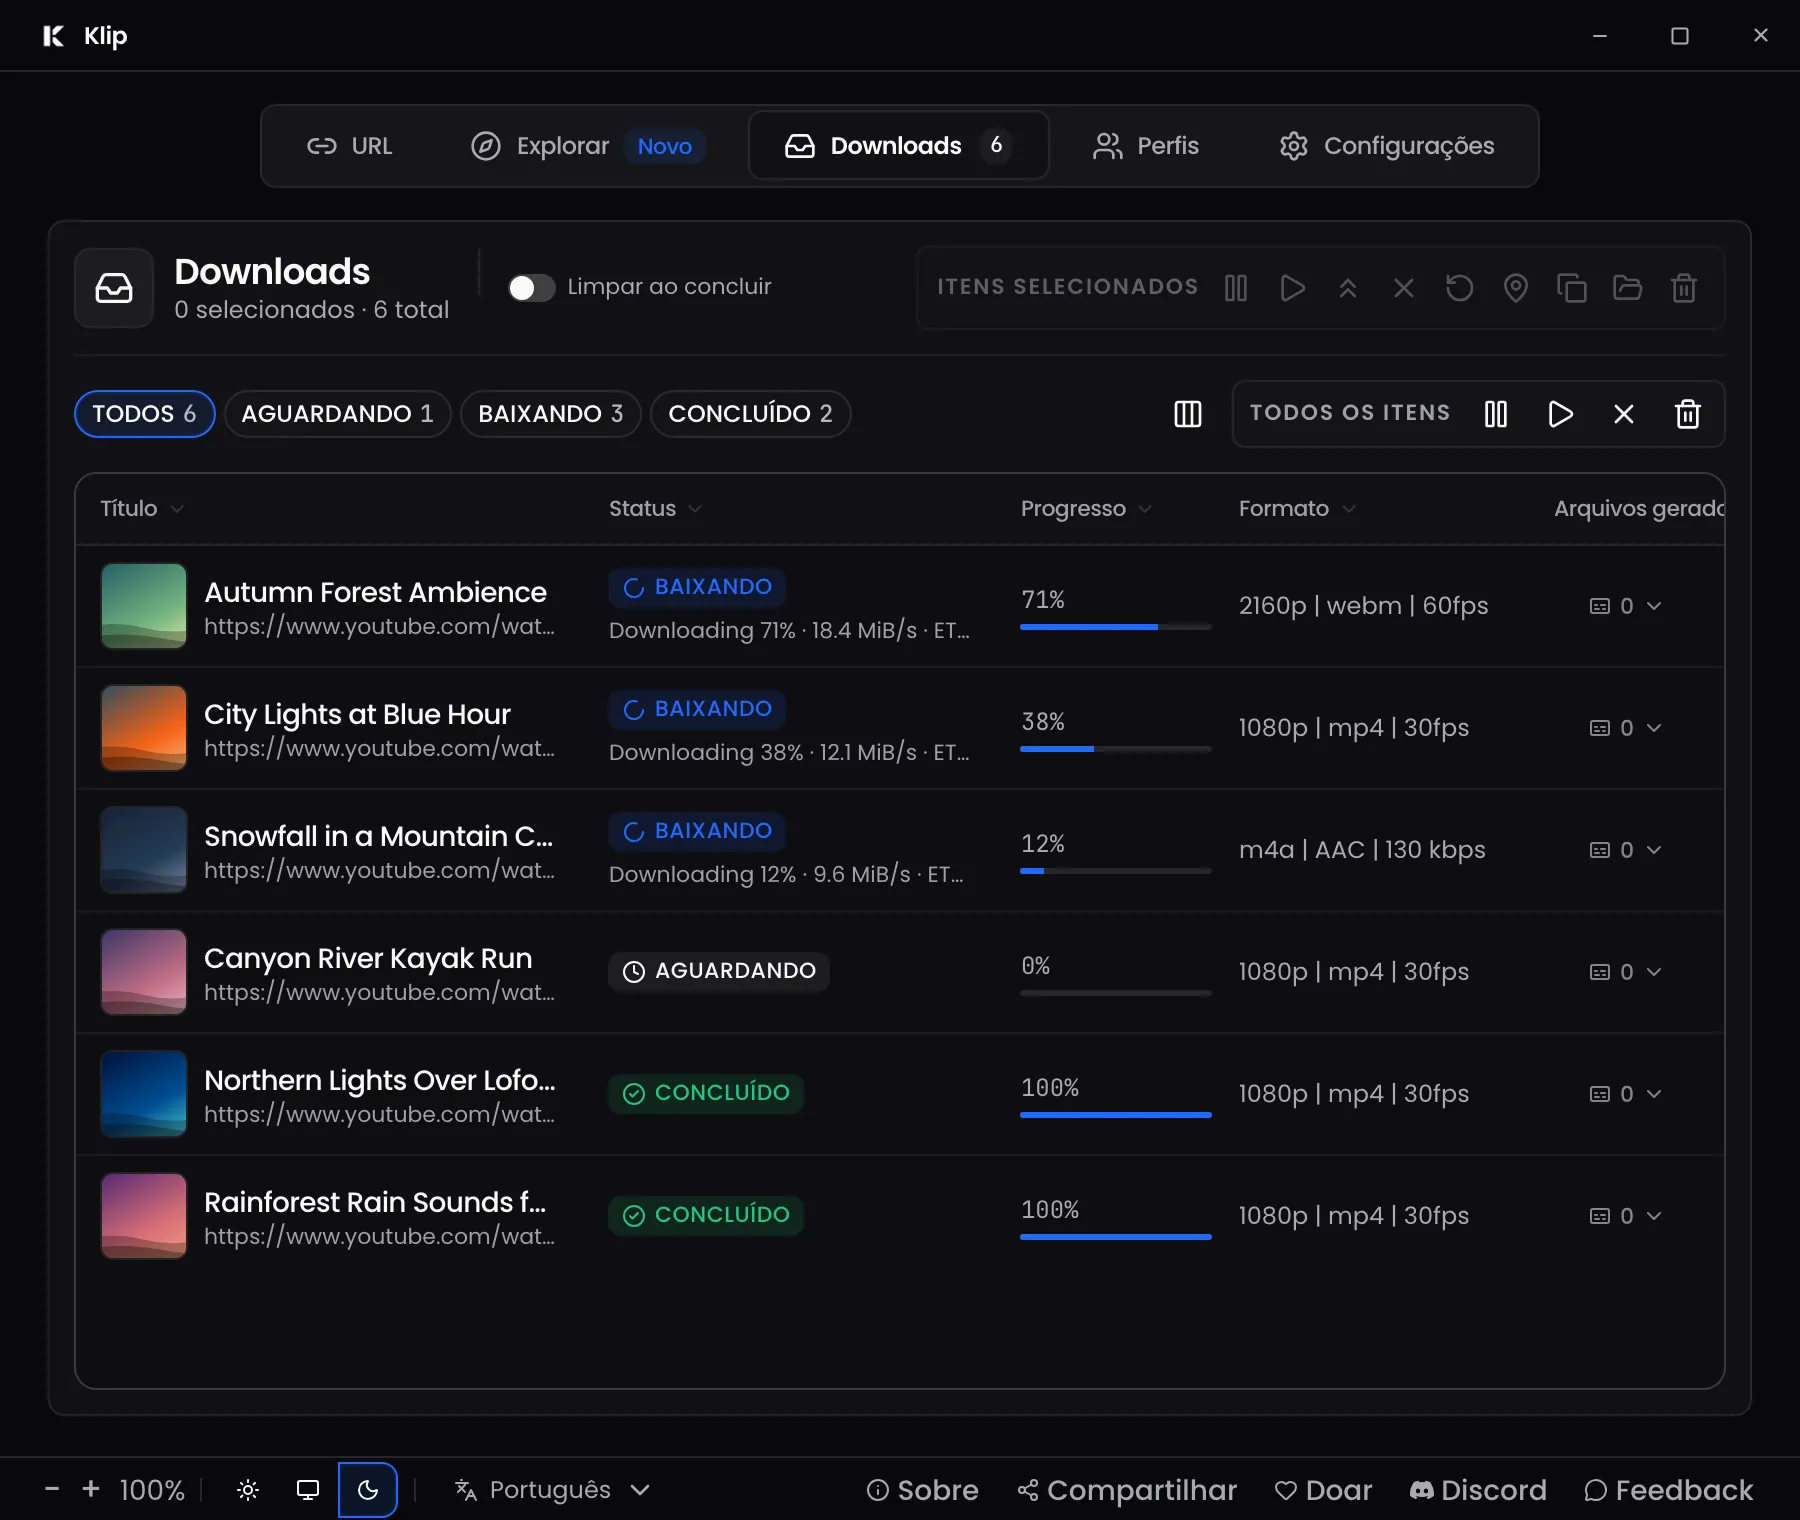 Klip
URL
Explorar Novo
Downloads 6
Perfis
Configurações
Downloads
0 selecionados · 6 total
Limpar ao concluir
ITENS SELECIONADOS
TODOS 6
AGUARDANDO 1
BAIXANDO 3
CONCLUÍDO 2
TODOS OS ITENS
Título
Status
Progresso
Formato
Arquivos gerado
Autumn Forest Ambience
https://www.youtube.com/wat...
BAIXANDO
Downloading 71% · 18.4 MiB/s · ET...
71%
2160p | webm | 60fps
0
City Lights at Blue Hour
https://www.youtube.com/wat...
BAIXANDO
Downloading 38% · 12.1 MiB/s · ET...
38%
1080p | mp4 | 30fps
0
Snowfall in a Mountain C...
https://www.youtube.com/wat...
BAIXANDO
Downloading 12% · 9.6 MiB/s · ET...
12%
m4a | AAC | 130 kbps
0
Canyon River Kayak Run
https://www.youtube.com/wat...
AGUARDANDO
0%
1080p | mp4 | 30fps
0
Northern Lights Over Lofo...
https://www.youtube.com/wat...
CONCLUÍDO
100%
1080p | mp4 | 30fps
0
Rainforest Rain Sounds f...
https://www.youtube.com/wat...
CONCLUÍDO
100%
1080p | mp4 | 30fps
0
− + 100%
Português
Sobre
Compartilhar
Doar
Discord
Feedback